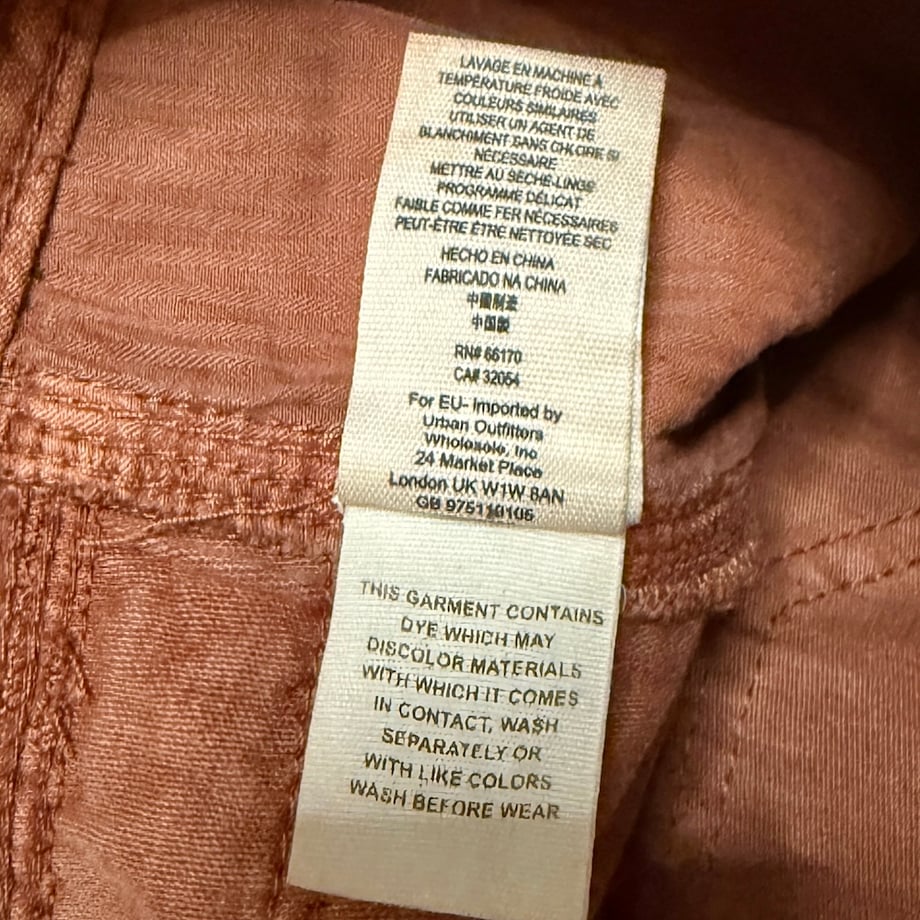 LAVAGE EN MACHINE À
TEMPÉRATURE FROIDE AVEC
COULEURS SIMILAIRES
UTILISER UN AGENT DE
BLANCHIMENT SANS CHLORE SI
NÉCESSAIRE
METTRE AU SÈCHE-LINGE
PROGRAMME DÉLICAT
FAIBLE COMME FER NÉCESSAIRES
PEUT-ÊTRE ÊTRE NETTOYÉE SEC
HECHO EN CHINA
FABRICADO NA CHINA
中國制造
中国製
RN# 66170
CA# 32054
For EU- Imported by
Urban Outfitters
Wholesale, Inc
24 Market Place
London UK W1W 8AN
GB 975110105
THIS GARMENT CONTAINS
DYE WHICH MAY
DISCOLOR MATERIALS
WITH WHICH IT COMES
IN CONTACT, WASH
SEPARATELY OR
WITH LIKE COLORS
WASH BEFORE WEAR